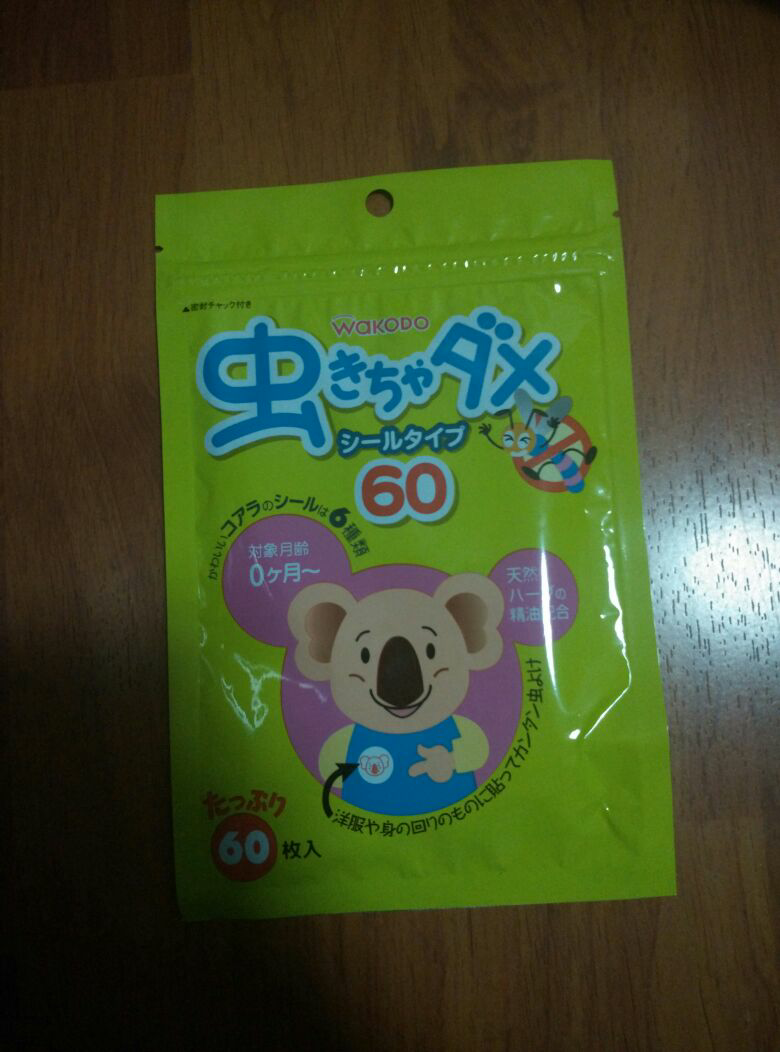 ▲密封チャック付き
WAKODO
虫きちゃダメ
シールタイプ
60
かわいいコアラのシールは6種類
対象月齢
0ヶ月～
天然
ハーブの
精油配合
洋服や身の回りのものに貼ってカンタン虫よけ
たっぷり
60枚入